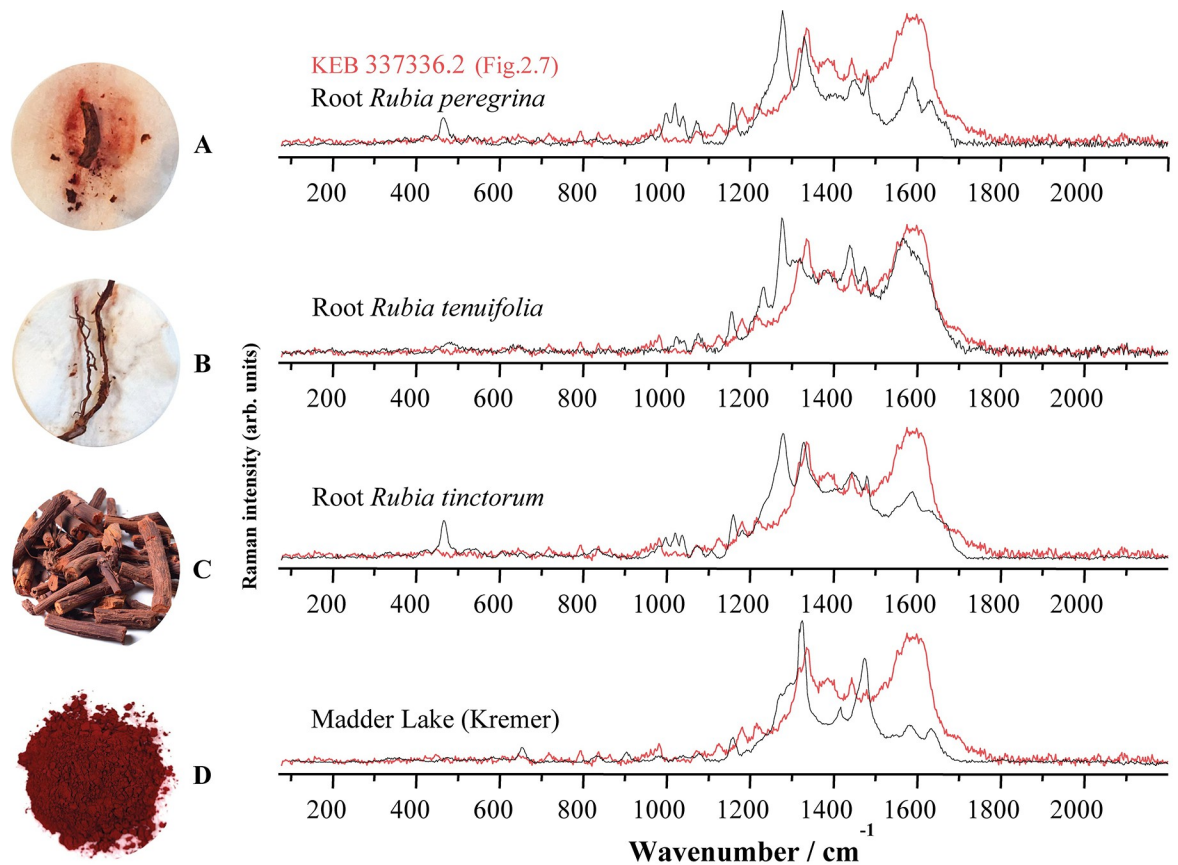 KEB 337336.2 (Fig.2.7)
Root Rubia peregrina
A
200 400 600 800 1000 1200 1400 1600 1800 2000
Root Rubia tenuifolia
B
200 400 600 800 1000 1200 1400 1600 1800 2000
Raman intensity (arb. units)
Root Rubia tinctorum
C
200 400 600 800 1000 1200 1400 1600 1800 2000
Madder Lake (Kremer)
D
200 400 600 800 1000 1200 1400 1600 1800 2000
Wavenumber / cm-1